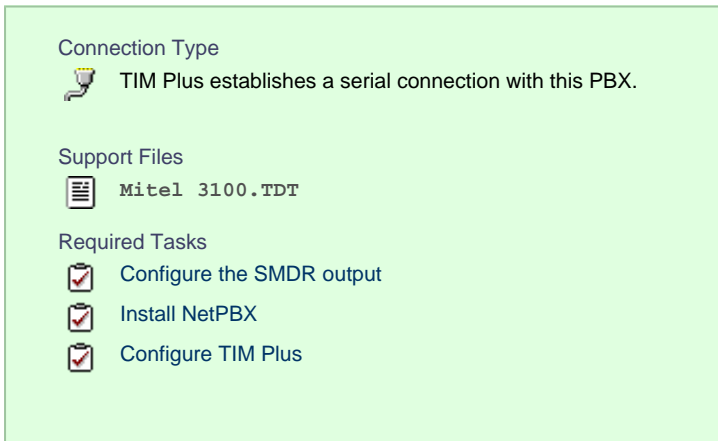 Connection Type
TIM Plus establishes a serial connection with this PBX.
Support Files
Mitel 3100.TDT
Required Tasks
Configure the SMDR output
Install NetPBX
Configure TIM Plus